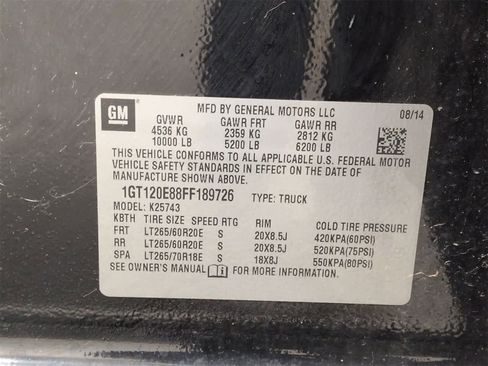 GM
MFD BY GENERAL MOTORS LLC 08/14
GVWR GAWR FRT GAWR RR
4536 KG 2359 KG 2812 KG
10000 LB 5200 LB 6200 LB
THIS VEHICLE CONFORMS TO ALL APPLICABLE U.S. FEDERAL MOTOR
VEHICLE SAFETY STANDARDS IN EFFECT ON THE DATE OF
MANUFACTURE SHOWN ABOVE.
1GT120E88FF189726 TYPE: TRUCK
MODEL: K25743
KBTH TIRE SIZE SPEED RTG RIM COLD TIRE PRESSURE
FRT LT265/60R20E S 20X8.5J 420KPA(60PSI)
RR LT265/60R20E S 20X8.5J 520KPA(75PSI)
SPA LT265/70R18E S 18X8J 550KPA(80PSI)
SEE OWNER'S MANUAL FOR MORE INFORMATION.